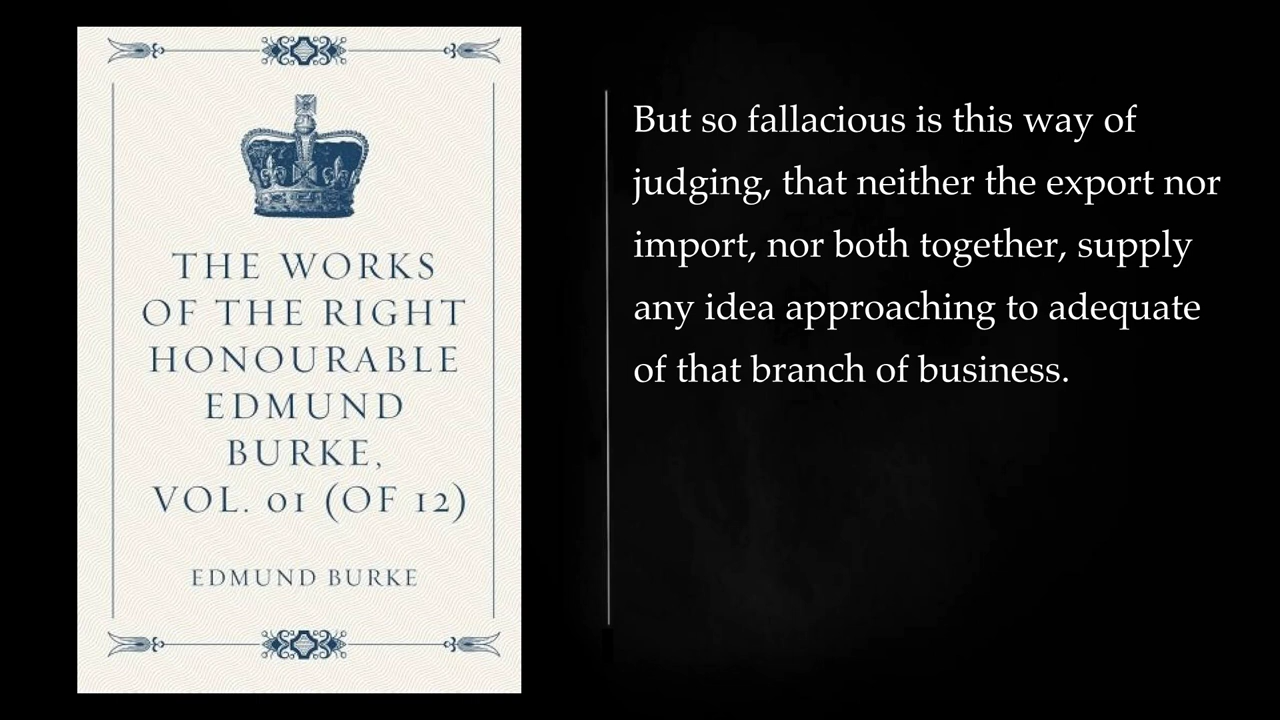 THE WORKS
OF THE RIGHT
HONOURABLE
EDMUND
BURKE,
VOL. 01 (OF 12)
EDMUND BURKE
But so fallacious is this way of
judging, that neither the export nor
import, nor both together, supply
any idea approaching to adequate
of that branch of business.